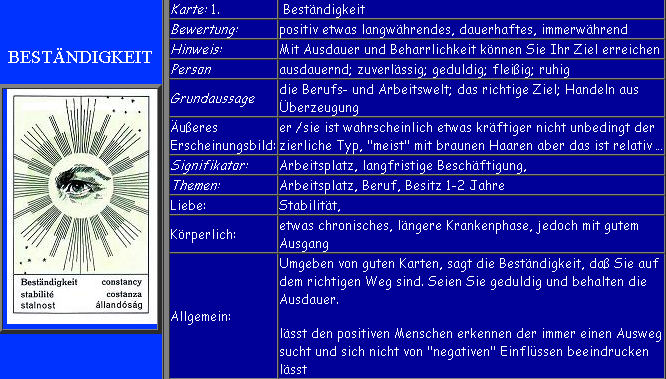 BESTÄNDIGKEIT
Beständigkeit constancy
stabilité costanza
stalnost állandóság
Karte: 1. Beständigkeit
Bewertung: positiv etwas langwährendes, dauerhaftes, immerwährend
Hinweis: Mit Ausdauer und Beharrlichkeit können Sie Ihr Ziel erreichen
Person ausdauernd; zuverlässig; geduldig; fleißig; ruhig
Grundaussage die Berufs- und Arbeitswelt; das richtige Ziel; Handeln aus
Überzeugung
Äußeres er /sie ist wahrscheinlich etwas kräftiger nicht unbedingt der
Erscheinungsbild: zierliche Typ, "meist" mit braunen Haaren aber das ist relativ ...
Signifikatar: Arbeitsplatz, langfristige Beschäftigung,
Themen: Arbeitsplatz, Beruf, Besitz 1-2 Jahre
Liebe: Stabilität,
Körperlich: etwas chronisches, längere Krankenphase, jedoch mit gutem
Ausgang
Allgemein: Umgeben von guten Karten, sagt die Beständigkeit, daß Sie auf
dem richtigen Weg sind. Seien Sie geduldig und behalten die
Ausdauer.
lässt den positiven Menschen erkennen der immer einen Ausweg
sucht und sich nicht von "negativen" Einflüssen beeindrucken
lässt